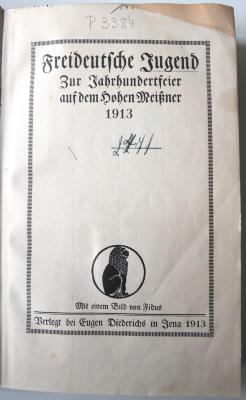 P 3384
Freideutsche Jugend
Zur Jahrhundertfeier
auf dem Hohen Meißner
1913
Mit einem Bild von Fidus
Verlegt bei Eugen Diederichs in Jena 1913